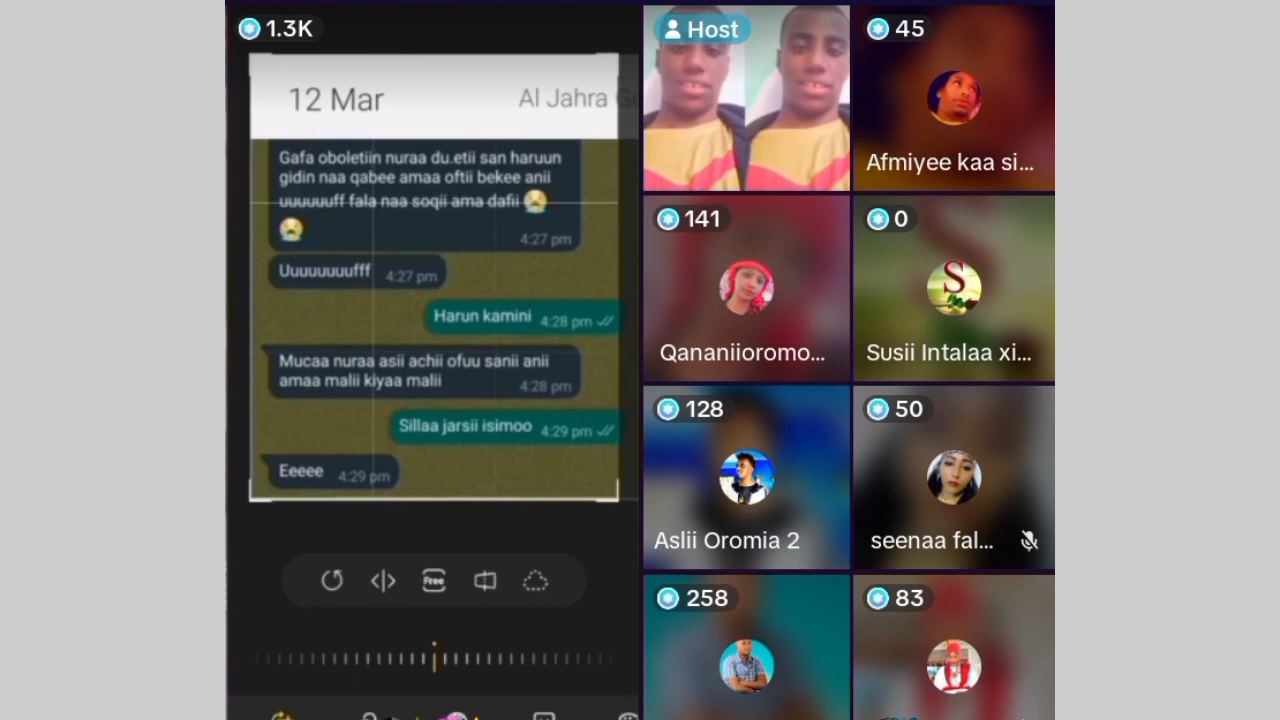 1.3K
12 Mar
Al Jahra
Gafa oboletiin nuraa du.etii san haruun
gidin naa qabee amaa oftii bekee anii
uuuuuuff fala naa soqii ama dafii 😭
😭
4:27 pm
Uuuuuuuufff 4:27 pm
Harun kamini 4:28 pm
Mucaa nuraa asii achii ofuu sanii anii
amaa malii kiyaa malii
4:28 pm
Sillaa jarsii isimoo 4:29 pm
Eeeee 4:29 pm
Free
Host
45
Afmiyee kaa si...
141
Qananiioromo...
0
S
Susii Intalaa xi...
128
Aslii Oromia 2
50
seenaa fal...
258
83